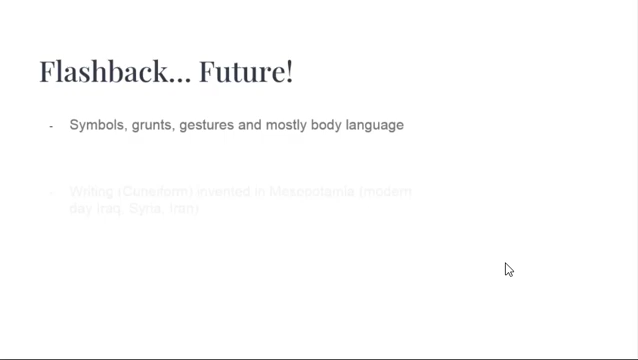 Flashback... Future!
- Symbols, grunts, gestures and mostly body language
- Writing (Cuneiform) invented in Mesopotamia (modern
day Iraq, Syria, Iran)